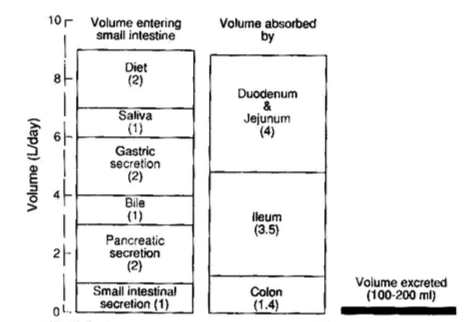 Volume entering
small intestine
Volume absorbed
by
Volume (L/day)
10
8
6
4
2
0
Diet
(2)
Saliva
(1)
Gastric
secretion
(2)
Bile
(1)
Pancreatic
secretion
(2)
Small intestinal
secretion (1)
Duodenum
&
Jejunum
(4)
Ileum
(3.5)
Colon
(1.4)
Volume excreted
(100-200 ml)